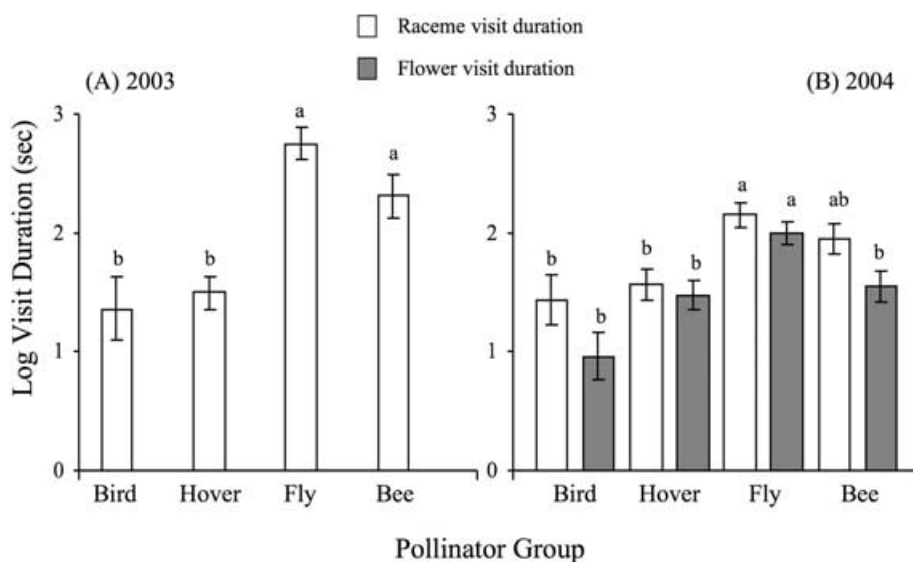 Raceme visit duration
Flower visit duration
(A) 2003
(B) 2004
Log Visit Duration (sec)
3
2
1
0
b
b
a
a
Bird Hover Fly Bee
3
2
1
0
b
b
b
b
a
a
ab
b
Bird Hover Fly Bee
Pollinator Group